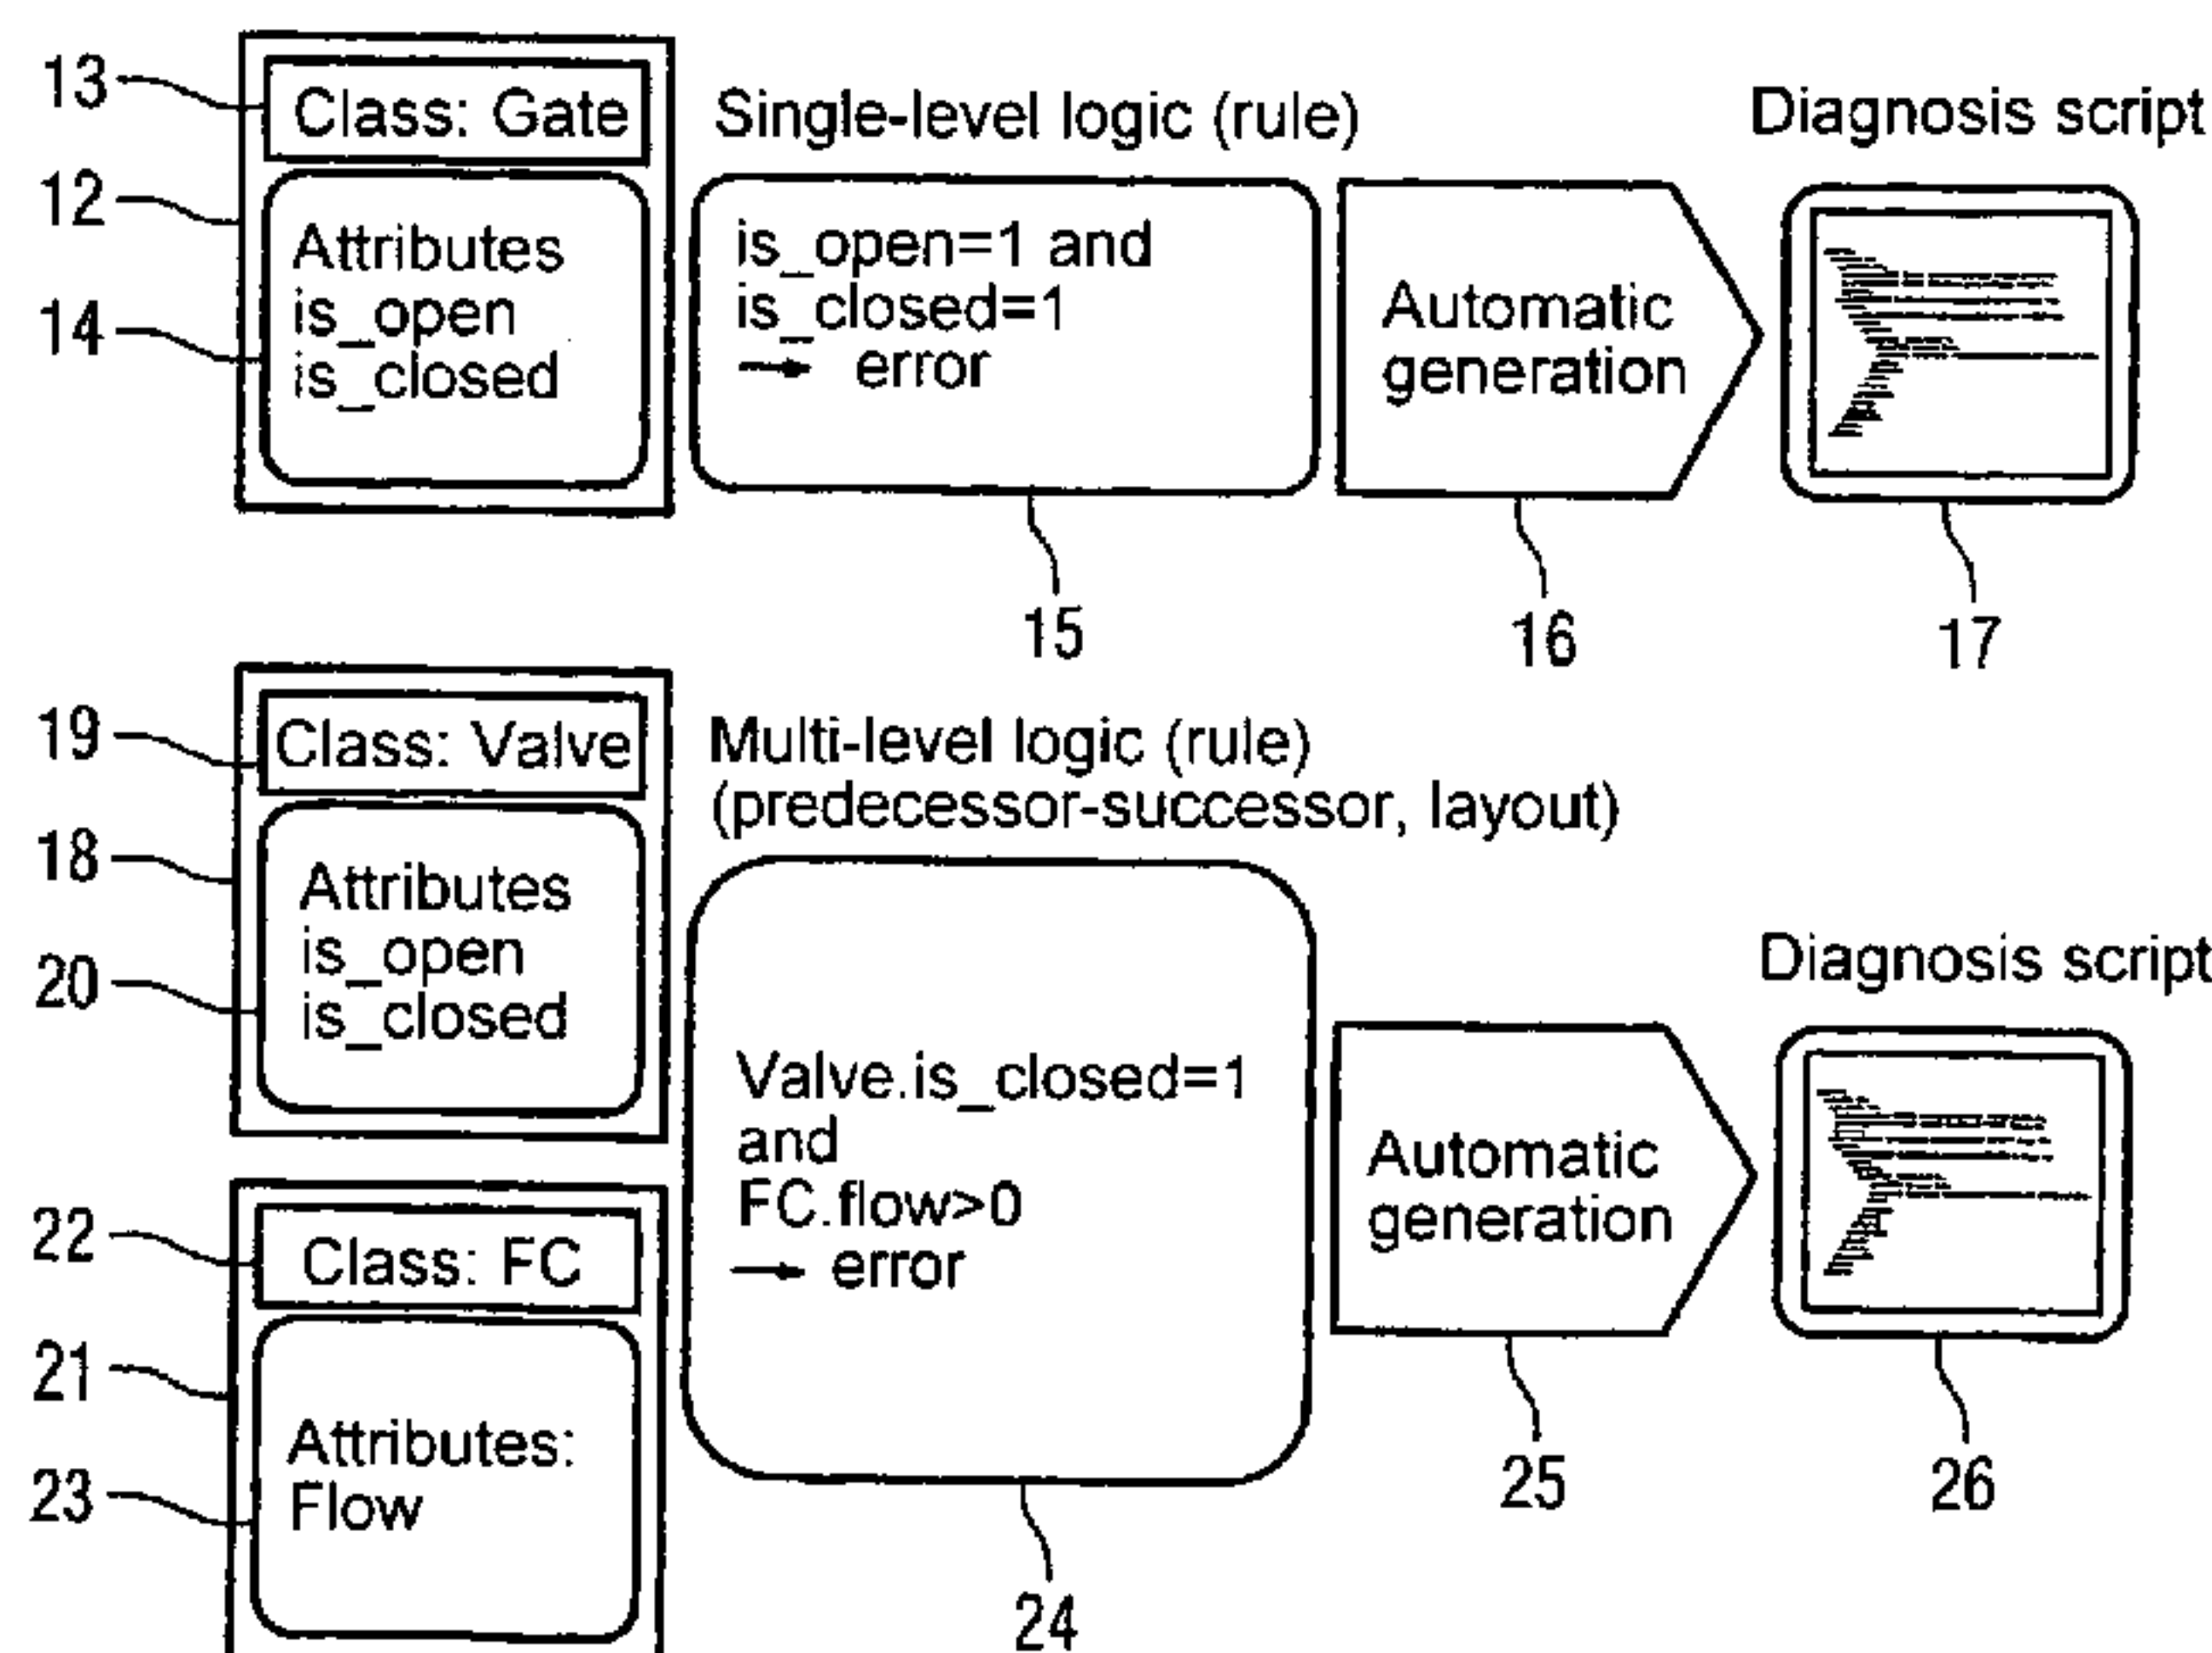 13
Class: Gate
Single-level logic (rule)
Diagnosis script
12
Attributes
is_open
is_closed
14
is_open=1 and
is_closed=1
→ error
Automatic
generation
15
16
17
19
Class: Valve
Multi-level logic (rule)
(predecessor-successor, layout)
18
Attributes
is_open
is_closed
20
Diagnosis script
Valve.is_closed=1
and
FC.flow>0
→ error
Automatic
generation
22
Class: FC
21
Attributes:
Flow
23
24
25
26